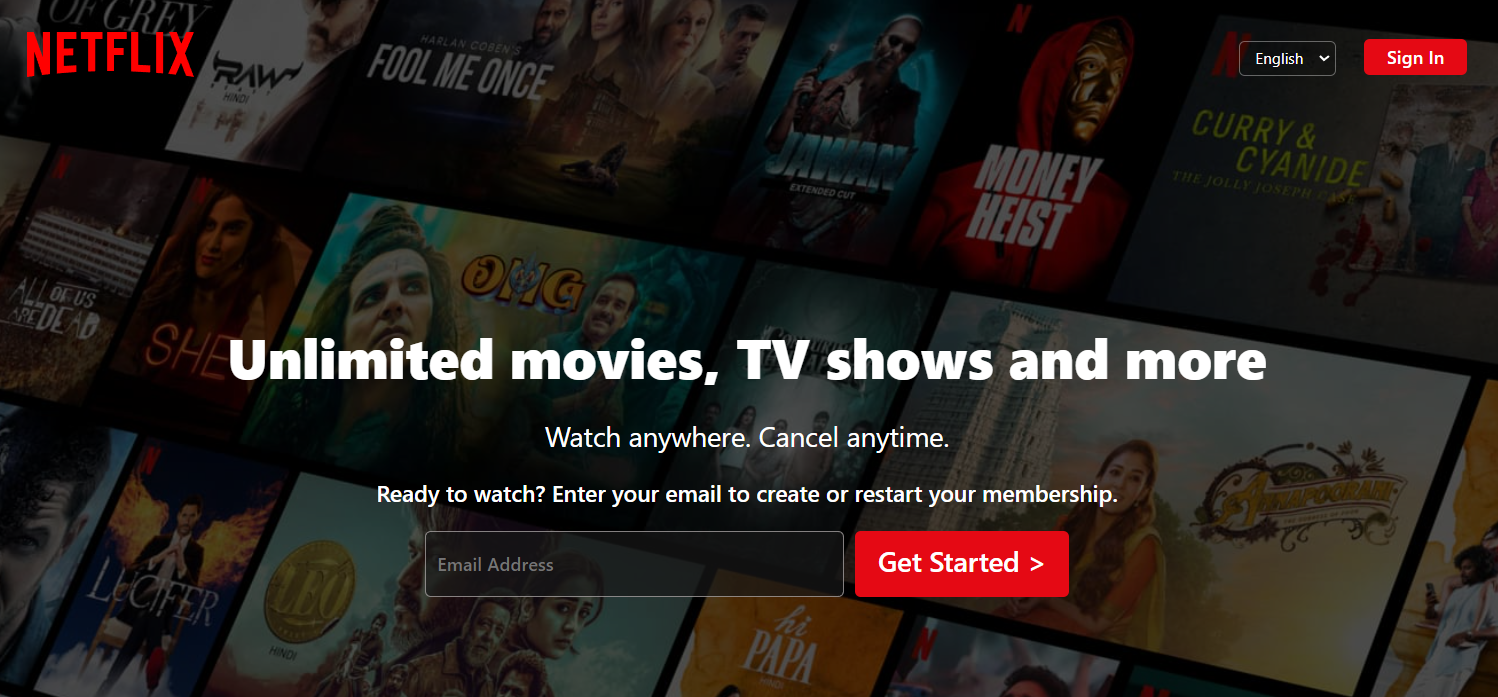 OF GREY
NETFLIX
RAW
HINDI
HARLAN COBEN'S
FOOL ME ONCE
JAWAN
EXTENDED CUT
MONEY
HEIST
English
Sign In
CURRY &
CYANIDE
THE JOLLY JOSEPH CASE
ALL OF US
ARE DEAD
SHE
OMG
Unlimited movies, TV shows and more
Watch anywhere. Cancel anytime.
Ready to watch? Enter your email to create or restart your membership.
Email Address
Get Started >
ANNAPOORANI
LUCIFER
LEO
HINDI
hi
PAPA
HINDI